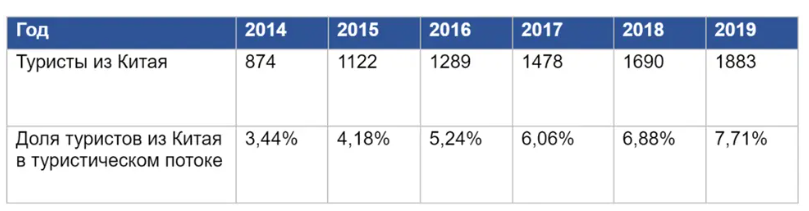 Год 2014 2015 2016 2017 2018 2019
Туристы из Китая 874 1122 1289 1478 1690 1883
Доля туристов из Китая 3,44% 4,18% 5,24% 6,06% 6,88% 7,71%
в туристическом потоке